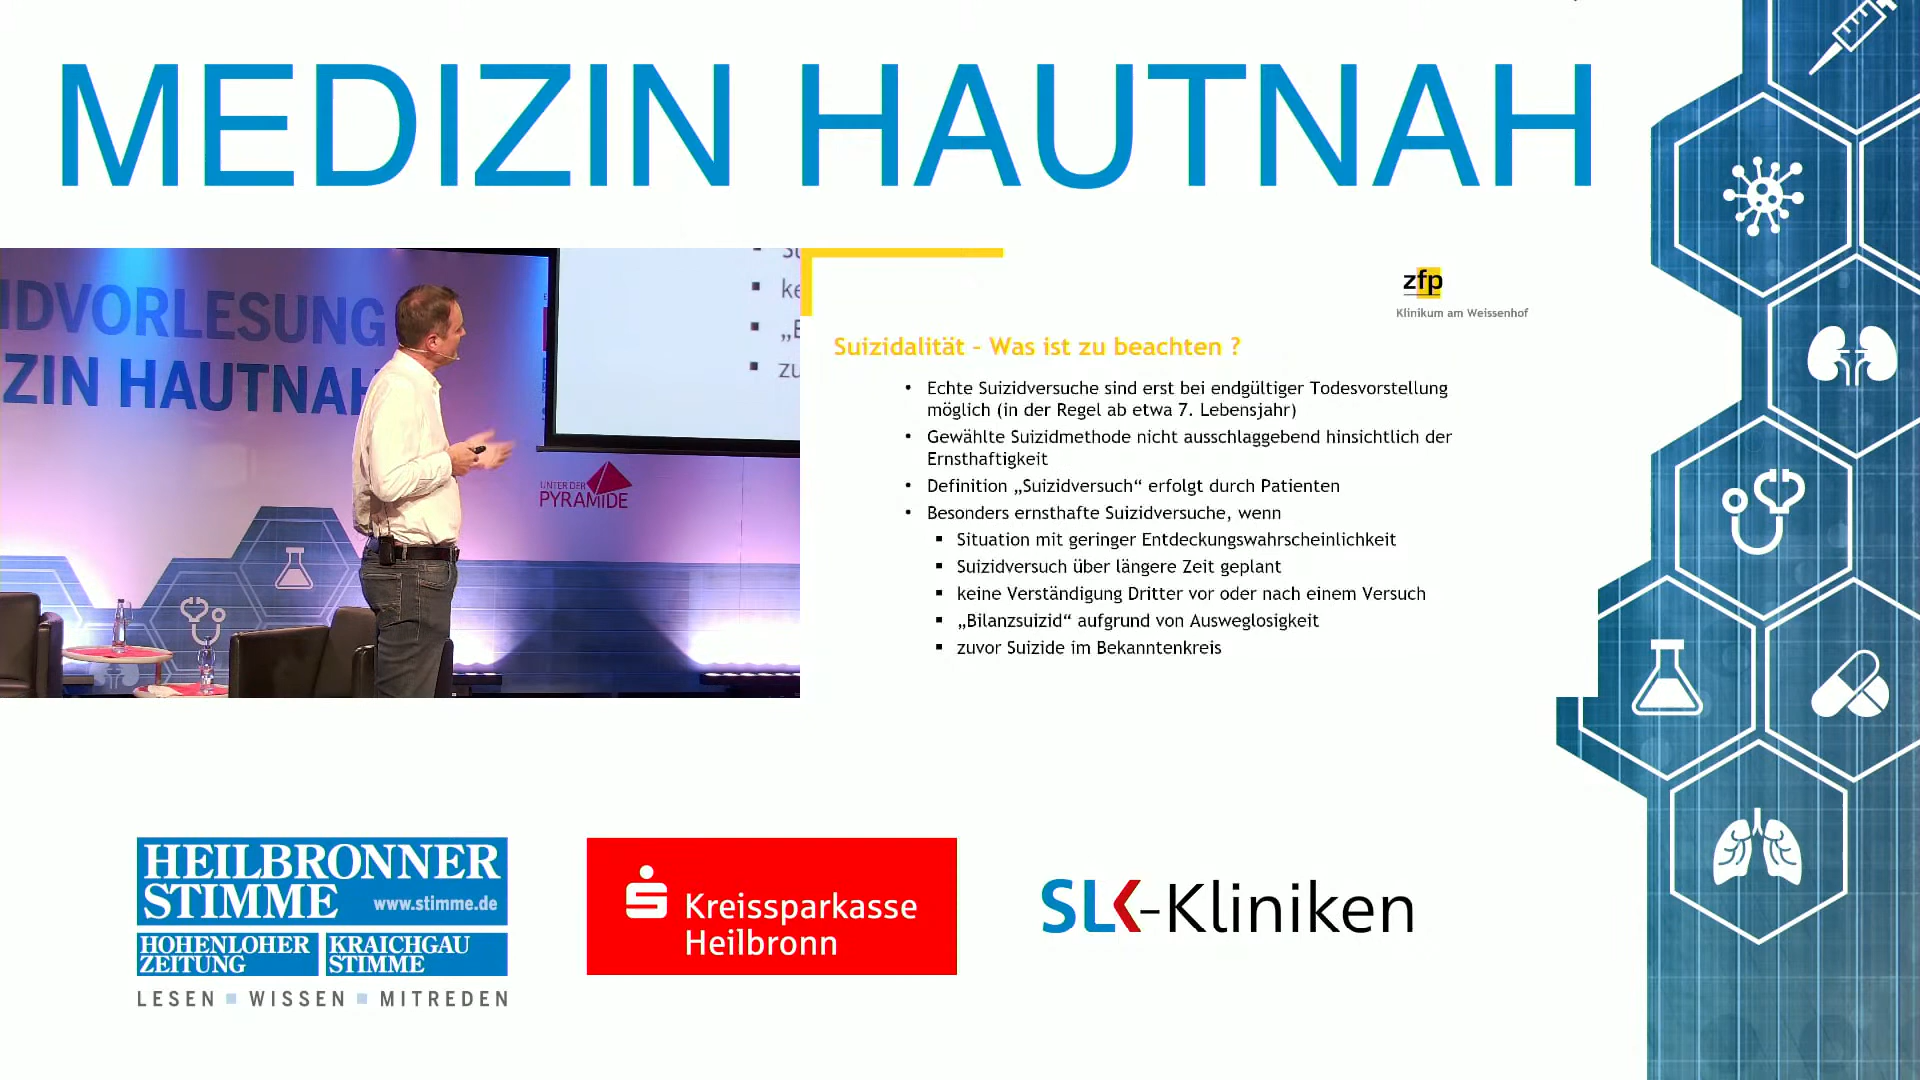 MEDIZIN HAUTNAH
IDVORLESUNG
ZIN HAUTNAH
ke
zu
UNTER DER
PYRAMIDE
zfp
Klinikum am Weissenhof
Suizidalität – Was ist zu beachten ?
• Echte Suizidversuche sind erst bei endgültiger Todesvorstellung
möglich (in der Regel ab etwa 7. Lebensjahr)
• Gewählte Suizidmethode nicht ausschlaggebend hinsichtlich der
Ernsthaftigkeit
• Definition „Suizidversuch“ erfolgt durch Patienten
• Besonders ernsthafte Suizidversuche, wenn
▪ Situation mit geringer Entdeckungswahrscheinlichkeit
▪ Suizidversuch über längere Zeit geplant
▪ keine Verständigung Dritter vor oder nach einem Versuch
▪ „Bilanzsuizid“ aufgrund von Ausweglosigkeit
▪ zuvor Suizide im Bekanntenkreis
HEILBRONNER
STIMME www.stimme.de
HOHENLOHER
ZEITUNG
KRAICHGAU
STIMME
LESEN ▪ WISSEN ▪ MITREDEN
Kreissparkasse
Heilbronn
SLK-Kliniken